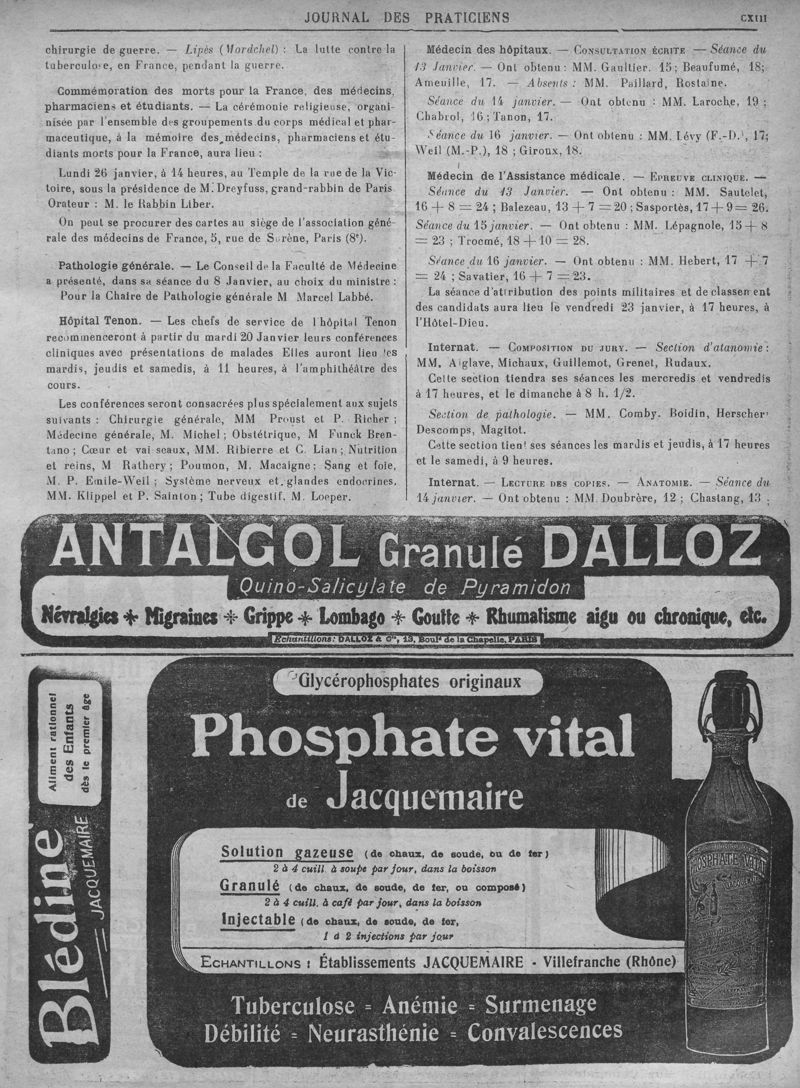 JOURNAL DES PRATICIENS
CXIII
chirurgie de guerre. — Lipès (Mordchel) : La lutte contre la
tuberculose, en France, pendant la guerre.
Commémoration des morts pour la France, des médecins,
pharmaciens et étudiants. — La cérémonie religieuse, organi-
nisée par l'ensemble des groupements du corps médical et phar-
maceutique, à la mémoire des médecins, pharmaciens et étu-
diants morts pour la France, aura lieu :
Lundi 26 janvier, à 14 heures, au Temple de la rue de la Vic-
toire, sous la présidence de M. Dreyfuss, grand-rabbin de Paris
Orateur : M. le Rabbin Liber.
On peut se procurer des cartes au siège de l'association géné-
rale des médecins de France, 5, rue de Surène, Paris (8e).
Pathologie générale. — Le Conseil de la Faculté de Médecine
a présenté, dans sa séance du 8 Janvier, au choix du ministre :
Pour la Chaire de Pathologie générale M Marcel Labbé.
Hôpital Tenon. — Les chefs de service de l hôpital Tenon
recommenceront à partir du mardi 20 Janvier leurs conférences
cliniques avec présentations de malades Elles auront lieu les
mardis, jeudis et samedis, à 11 heures, à l'amphithéâtre des
cours.
Les conférences seront consacrées plus spécialement aux sujets
suivants : Chirurgie générale, MM Proust et P. Richer ;
Médecine générale, M. Michel ; Obstétrique, M Funck Bren-
tano ; Cœur et vai seaux, MM. Ribierre et C. Lian ; Nutrition
et reins, M Rathery ; Poumon, M. Macaigne ; Sang et foie,
M. P. Emile-Weil ; Système nerveux et glandes endocrines.
MM. Klippel et P. Sainton ; Tube digestif, M. Loeper.
Médecin des hôpitaux. — Consultation écrite — Séance du
13 Janvier. — Ont obtenu : MM. Gaultier. 15 ; Beaufumé, 18;
Ameuille, 17. — Absents : MM. Paillard, Rostaine.
Séance du 14 janvier. — Ont obtenu : MM. Laroche, 19 ;
Chabrol, 16 ; Tanon, 17.
Séance du 16 janvier. — Ont obtenu : MM. Lévy (F.-D.), 17;
Weil (M.-P.), 18 ; Giroux, 18.
Médecin de l'Assistance médicale. — Epreuve clinique. —
Séance du 13 Janvier. — Ont obtenu : MM. Sautelet,
16 + 8 = 24 ; Balezeau, 13 + 7 = 20 ; Sasportès, 17 + 9 = 26.
Séance du 15 janvier. — Ont obtenu : MM. Lépagnole, 15 + 8
= 23 ; Trocmé, 18 + 10 = 28.
Séance du 16 janvier. — Ont obtenu : MM. Hebert, 17 + 7
= 24 ; Savatier, 16 + 7 = 23.
La séance d'attribution des points militaires et de classement
des candidats aura lieu le vendredi 23 janvier, à 17 heures, à
l'Hôtel-Dieu.
Internat. — Composition du jury. — Section d'atanomie :
MM. Aiglave, Michaux, Guillemot, Grenet, Rudaux.
Cette section tiendra ses séances les mercredis et vendredis
à 17 heures, et le dimanche à 8 h. 1/2.
Section de pathologie. — MM. Comby. Boidin, Herscher
Descomps, Magitot.
Cette section tient ses séances les mardis et jeudis, à 17 heures
et le samedi, à 9 heures.
Internat. — Lecture des copies. — Anatomie. — Séance du
14 janvier. — Ont obtenu : MM. Doubrère, 12 ; Chastang, 13 ;
ANTALGOL Granulé DALLOZ
Quino-Salicylate de Pyramidon
Névralgies * Migraines * Grippe * Lombago * Goutte * Rhumatisme aigu ou chronique, etc.
Echantillons : DALLOZ & Cie, 13, Boulᵈ de la Chapelle, PARIS
Aliment rationnel
des Enfants
dès le premier âge
Blédine
JACQUEMAIRE
Glycérophosphates originaux
Phosphate vital
de Jacquemaire
Solution gazeuse (de chaux, de soude, ou de fer)
2 à 4 cuill. à soupe par jour, dans la boisson
Granulé (de chaux, de soude, de fer, ou composé)
2 à 4 cuill. à café par jour, dans la boisson
Injectable (de chaux, de soude, de fer,
1 à 2 injections par jour
ECHANTILLONS : Établissements JACQUEMAIRE - Villefranche (Rhône)
PHOSPHATE VITAL
Tuberculose = Anémie = Surmenage
Débilité = Neurasthénie = Convalescences